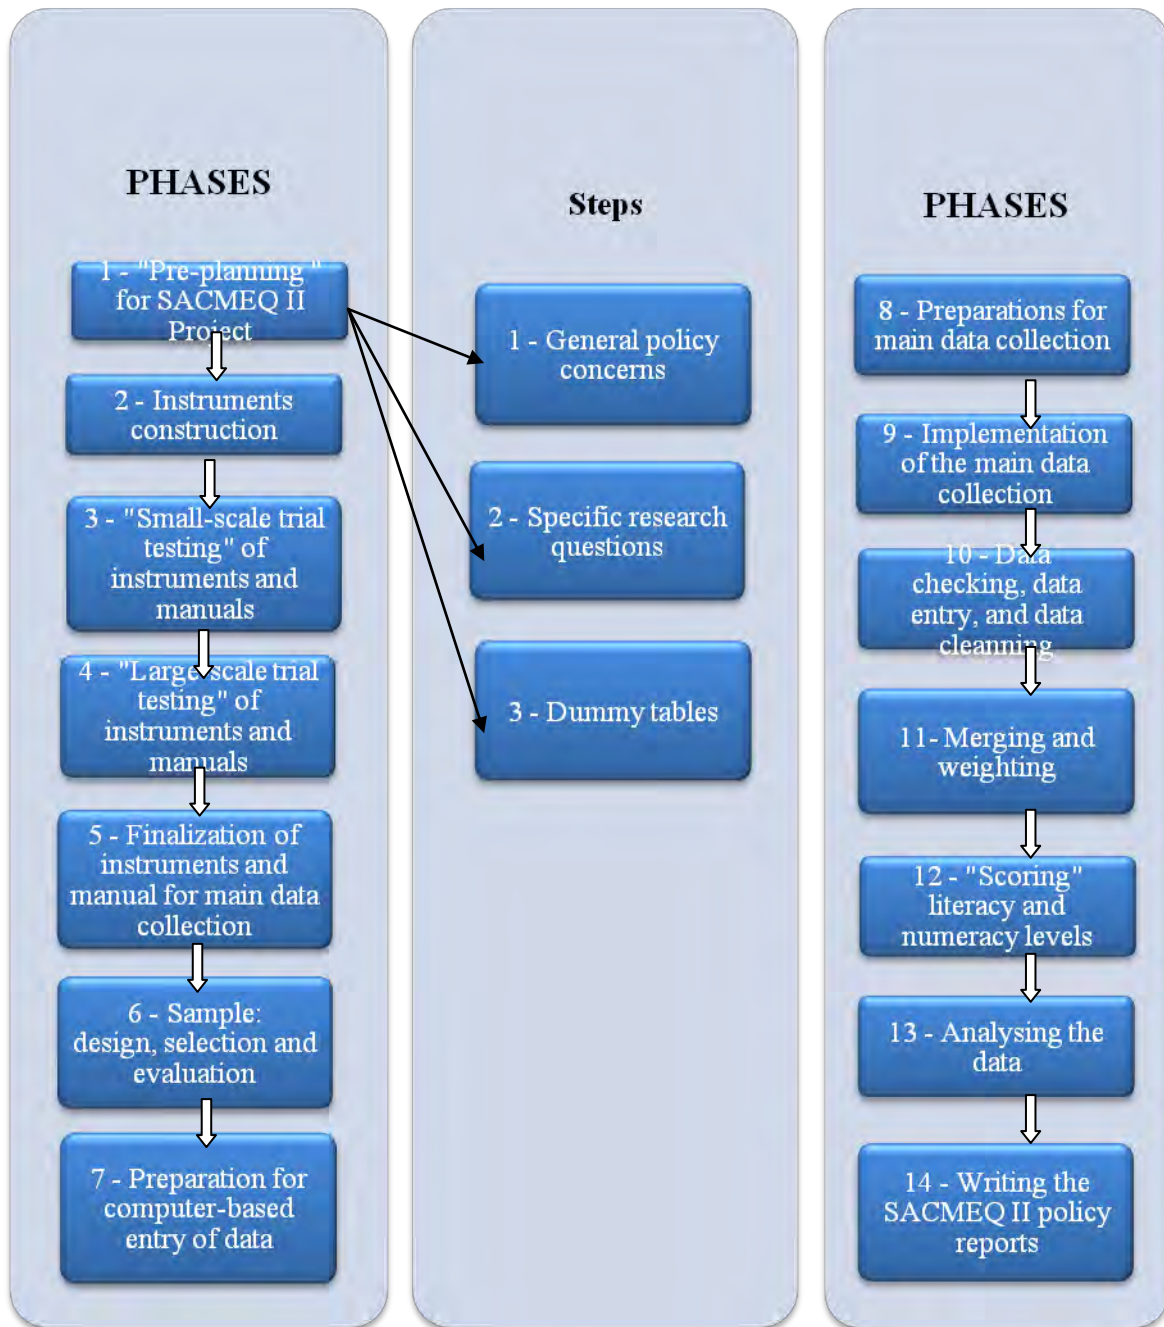 PHASES
1 - "Pre-planning "
for SACMEQ II
Project
2 - Instruments
construction
3 - "Small-scale trial
testing" of
instruments and
manuals
4 - "Large-scale trial
testing" of
instruments and
manuals
5 - Finalization of
instruments and
manual for main data
collection
6 - Sample:
design, selection and
evaluation
7 - Preparation for
computer-based
entry of data
Steps
1 - General policy
concerns
2 - Specific research
questions
3 - Dummy tables
PHASES
8 - Preparations for
main data collection
9 - Implementation
of the main data
collection
10 - Data
checking, data
entry, and data
cleanning
11- Merging and
weighting
12 - "Scoring"
literacy and
numeracy levels
13 - Analysing the
data
14 - Writing the
SACMEQ II policy
reports